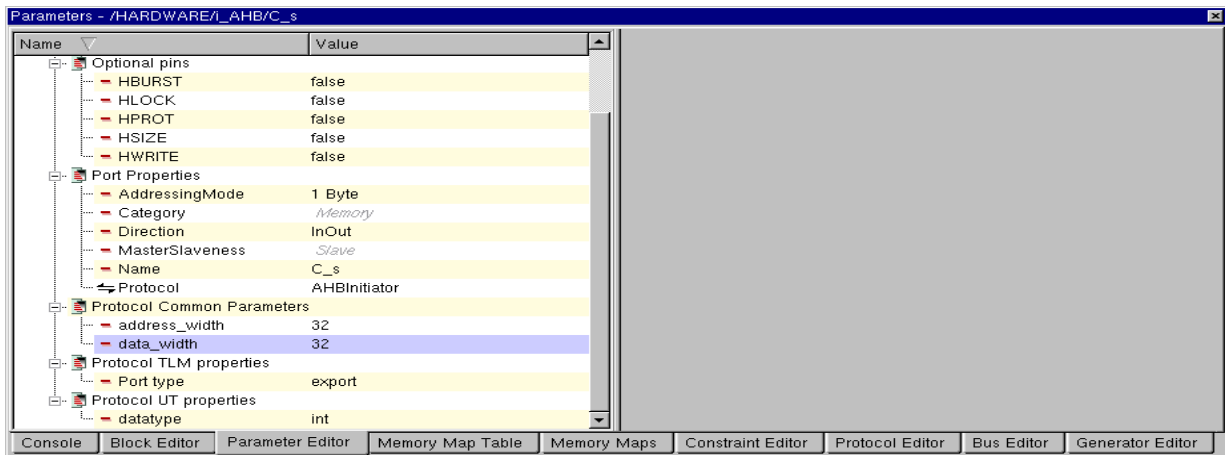 Parameters - /HARDWARE/i_AHB/C_s
Name Value
Optional pins
HBURST false
HLOCK false
HPROT false
HSIZE false
HWRITE false
Port Properties
AddressingMode 1 Byte
Category Memory
Direction InOut
MasterSlaveness Slave
Name C_s
Protocol AHBInitiator
Protocol Common Parameters
address_width 32
data_width 32
Protocol TLM properties
Port type export
Protocol UT properties
datatype int
Console Block Editor Parameter Editor Memory Map Table Memory Maps Constraint Editor Protocol Editor Bus Editor Generator Editor